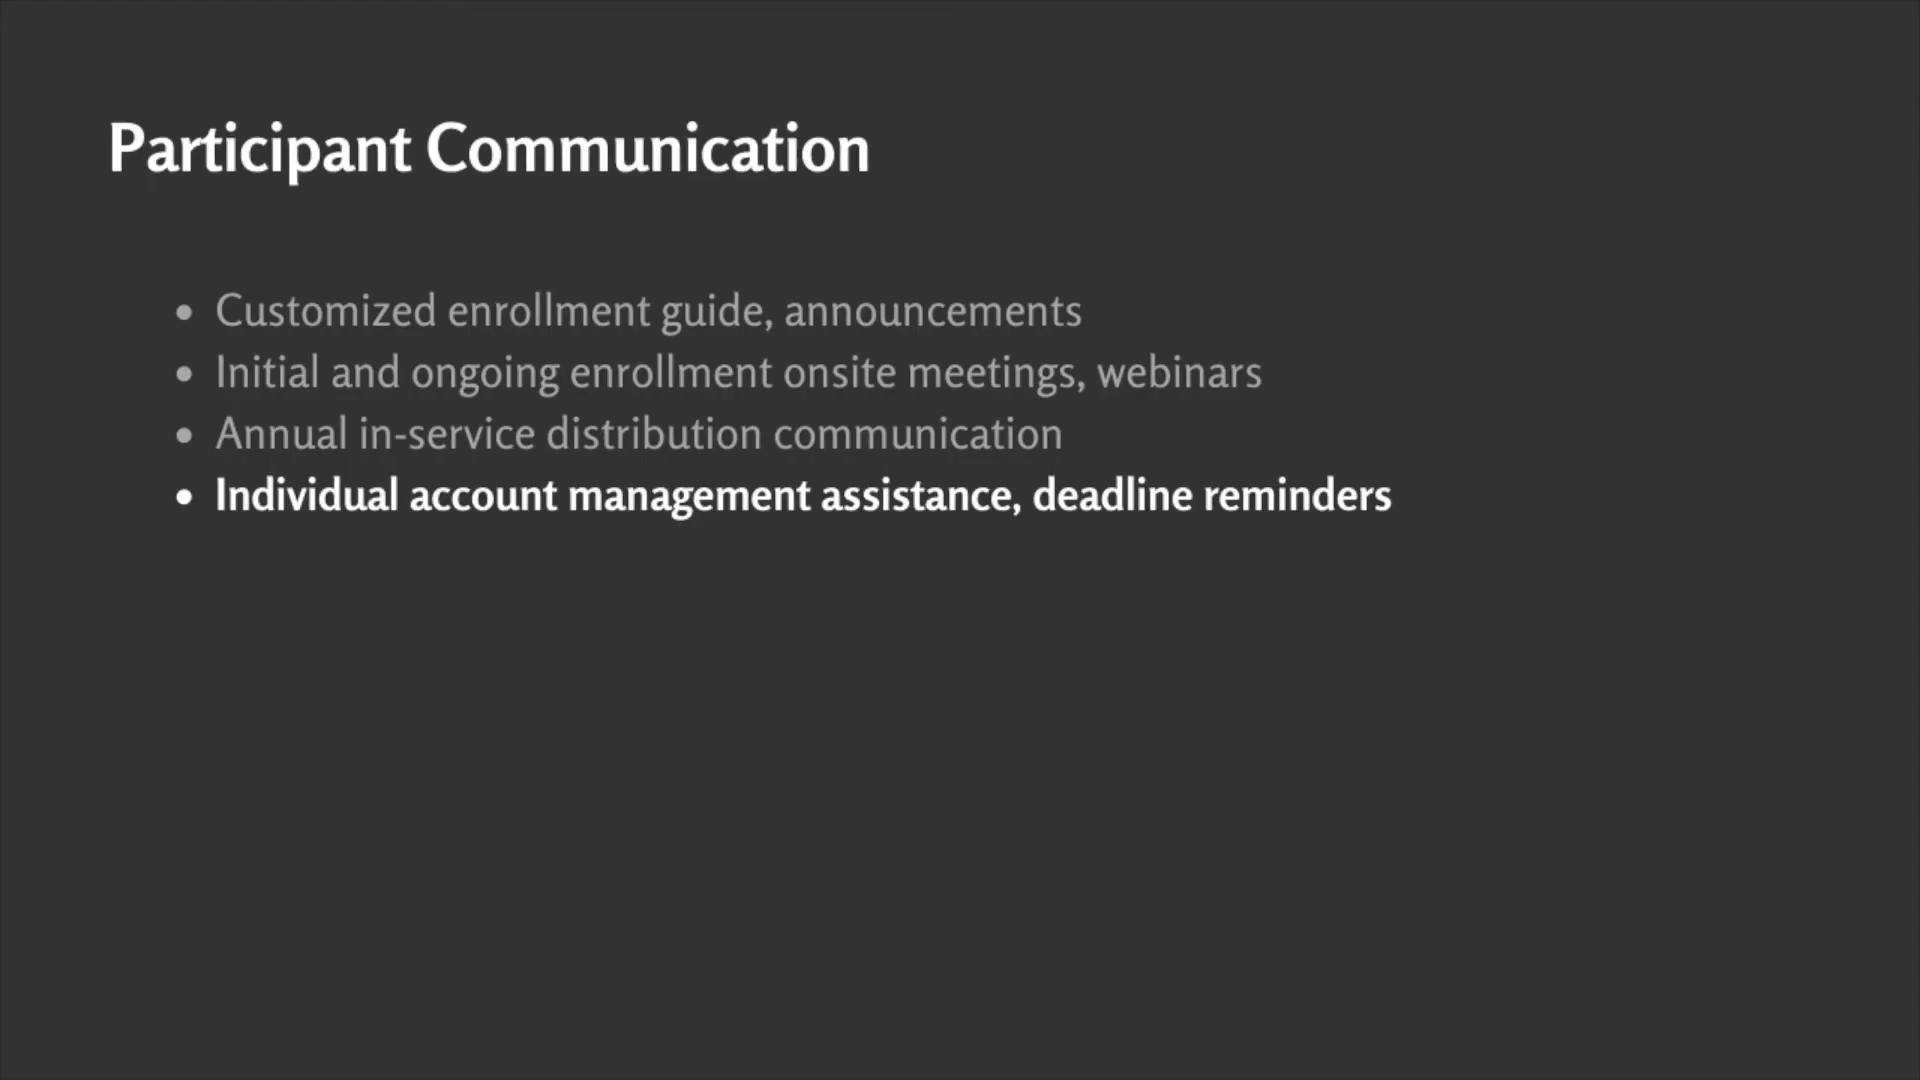 Participant Communication
• Customized enrollment guide, announcements
• Initial and ongoing enrollment onsite meetings, webinars
• Annual in-service distribution communication
• Individual account management assistance, deadline reminders